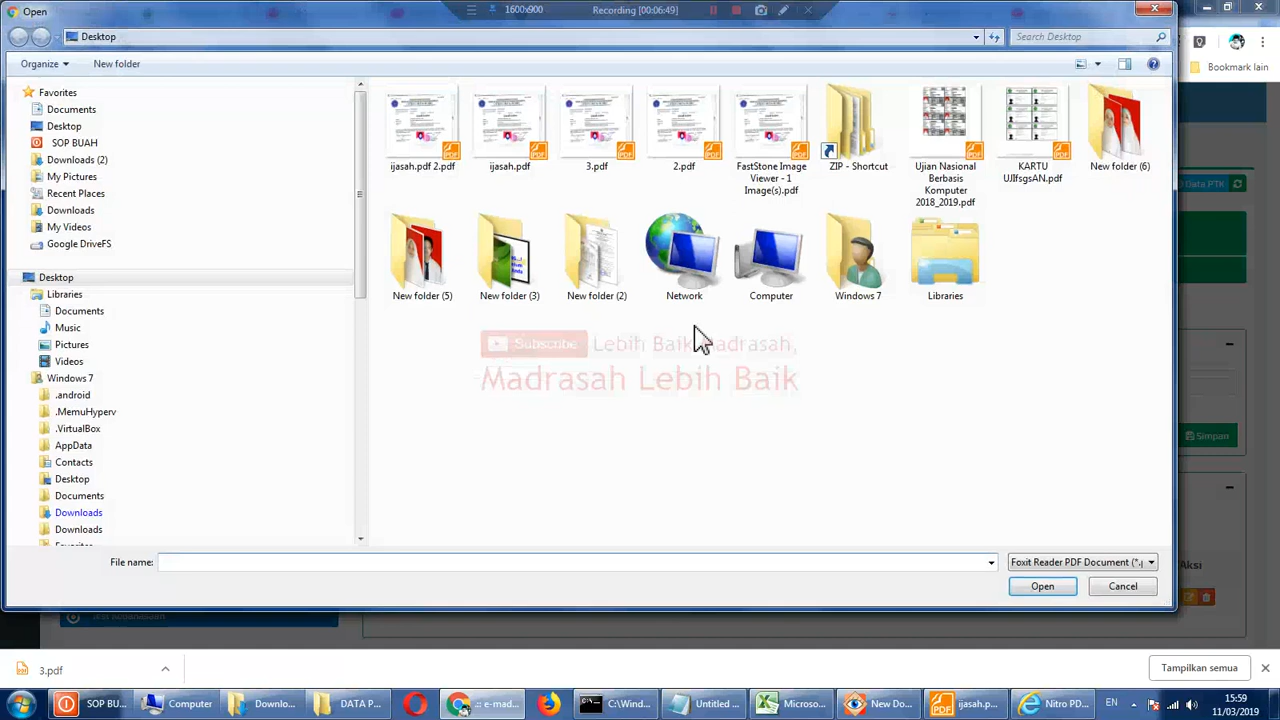 Open
1600x900
Recording [00:06:49]
Desktop
Search Desktop
Organize
New folder
Bookmark lain
Favorites
Documents
Desktop
SOP BUAH
Downloads (2)
My Pictures
Recent Places
Downloads
My Videos
Google DriveFS
Desktop
Libraries
Documents
Music
Pictures
Videos
Windows 7
.android
.MemuHyperv
.VirtualBox
AppData
Contacts
Desktop
Documents
Downloads
Downloads
ijasah.pdf 2.pdf
ijasah.pdf
3.pdf
2.pdf
FastStone Image
Viewer - 1
Image(s).pdf
ZIP - Shortcut
Ujian Nasional
Berbasis
Komputer
2018_2019.pdf
KARTU
UJIfsgsAN.pdf
New folder (6)
New folder (5)
New folder (3)
New folder (2)
Network
Computer
Windows 7
Libraries
Data PTK
Subscribe
Lebih Baik Madrasah,
Madrasah Lebih Baik
Simpan
Aksi
File name:
Foxit Reader PDF Document (*.p
Open
Cancel
3.pdf
Tampilkan semua
SOP BU...
Computer
Downlo...
DATA P...
:: e-mad...
C:\Wind...
Untitled ...
Microso...
New Do...
ijasah.p...
Nitro PD...
EN
15:59
11/03/2019